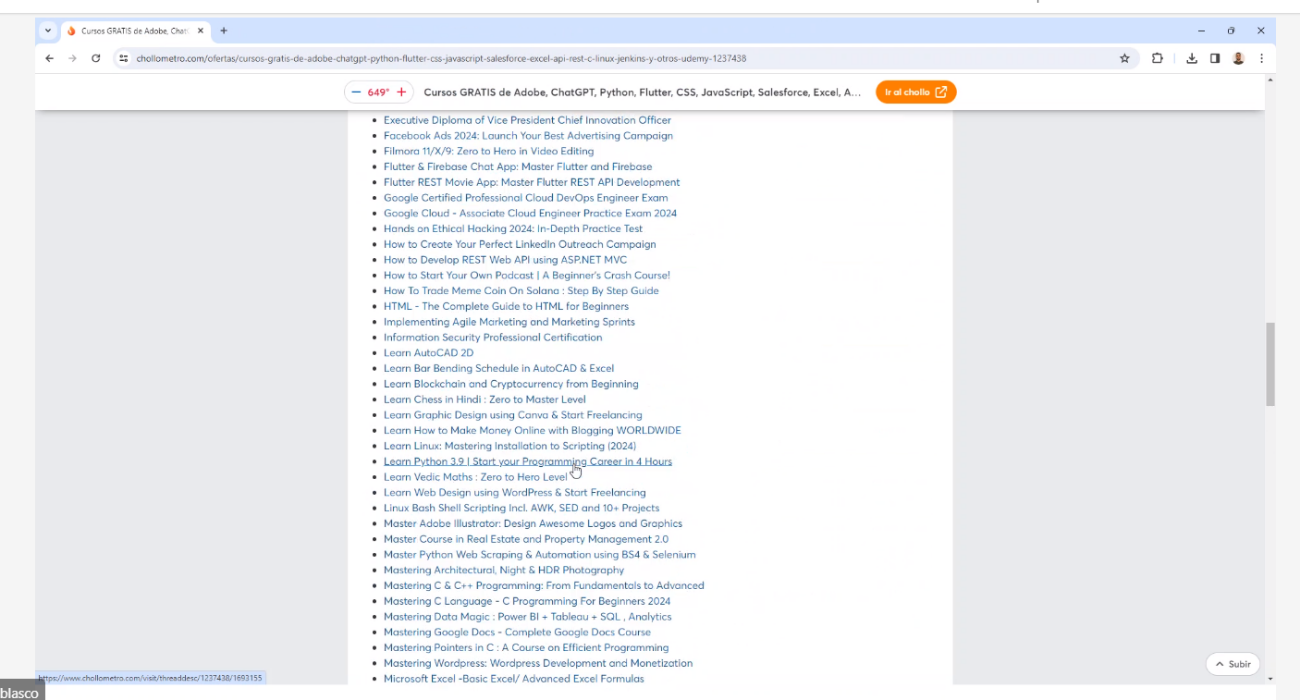 Cursos GRATIS de Adobe, Chat
chollometro.com/ofertas/cursos-gratis-de-adobe-chatgpt-python-flutter-css-javascript-salesforce-excel-api-rest-c-linux-jenkins-y-otros-udemy-1237438
649° Cursos GRATIS de Adobe, ChatGPT, Python, Flutter, CSS, JavaScript, Salesforce, Excel, A... Ir al chollo
Executive Diploma of Vice President Chief Innovation Officer
Facebook Ads 2024: Launch Your Best Advertising Campaign
Filmora 11/X/9: Zero to Hero in Video Editing
Flutter & Firebase Chat App: Master Flutter and Firebase
Flutter REST Movie App: Master Flutter REST API Development
Google Certified Professional Cloud DevOps Engineer Exam
Google Cloud - Associate Cloud Engineer Practice Exam 2024
Hands on Ethical Hacking 2024: In-Depth Practice Test
How to Create Your Perfect LinkedIn Outreach Campaign
How to Develop REST Web API using ASP.NET MVC
How to Start Your Own Podcast | A Beginner's Crash Course!
How To Trade Meme Coin On Solana : Step By Step Guide
HTML - The Complete Guide to HTML for Beginners
Implementing Agile Marketing and Marketing Sprints
Information Security Professional Certification
Learn AutoCAD 2D
Learn Bar Bending Schedule in AutoCAD & Excel
Learn Blockchain and Cryptocurrency from Beginning
Learn Chess in Hindi : Zero to Master Level
Learn Graphic Design using Canva & Start Freelancing
Learn How to Make Money Online with Blogging WORLDWIDE
Learn Linux: Mastering Installation to Scripting (2024)
Learn Python 3.9 | Start your Programming Career in 4 Hours
Learn Vedic Maths : Zero to Hero Level
Learn Web Design using WordPress & Start Freelancing
Linux Bash Shell Scripting Incl. AWK, SED and 10+ Projects
Master Adobe Illustrator: Design Awesome Logos and Graphics
Master Course in Real Estate and Property Management 2.0
Master Python Web Scraping & Automation using BS4 & Selenium
Mastering Architectural, Night & HDR Photography
Mastering C & C++ Programming: From Fundamentals to Advanced
Mastering C Language - C Programming For Beginners 2024
Mastering Data Magic : Power BI + Tableau + SQL , Analytics
Mastering Google Docs - Complete Google Docs Course
Mastering Pointers in C : A Course on Efficient Programming
Mastering Wordpress: Wordpress Development and Monetization
Subir
Microsoft Excel -Basic Excel/ Advanced Excel Formulas
https://www.chollometro.com/visit/threaddesc/1237438/1693155
blasco